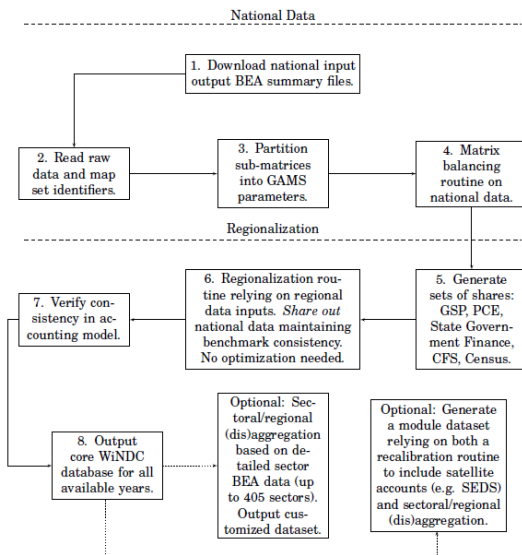 National Data
1. Download national input
output BEA summary files.
2. Read raw
data and map
set identifiers.
3. Partition
sub-matrices
into GAMS
parameters.
4. Matrix
balancing
routine on
national data.
Regionalization
5. Generate
sets of shares:
GSP, PCE,
State Govern-
ment Finance,
CFS, Census.
6. Regionalization rou-
tine relying on regional
data inputs. Share out
national data maintaining
benchmark consistency.
No optimization needed.
7. Verify con-
sistency in ac-
counting model.
8. Output
core WiNDC
database for all
available years.
Optional: Sec-
toral/regional
(dis)aggregation
based on de-
tailed sector
BEA data (up
to 405 sectors).
Output cus-
tomized dataset.
Optional: Generate
a module dataset
relying on both a
recalibration routine
to include satellite
accounts (e.g. SEDS)
and sectoral/regional
(dis)aggregation.